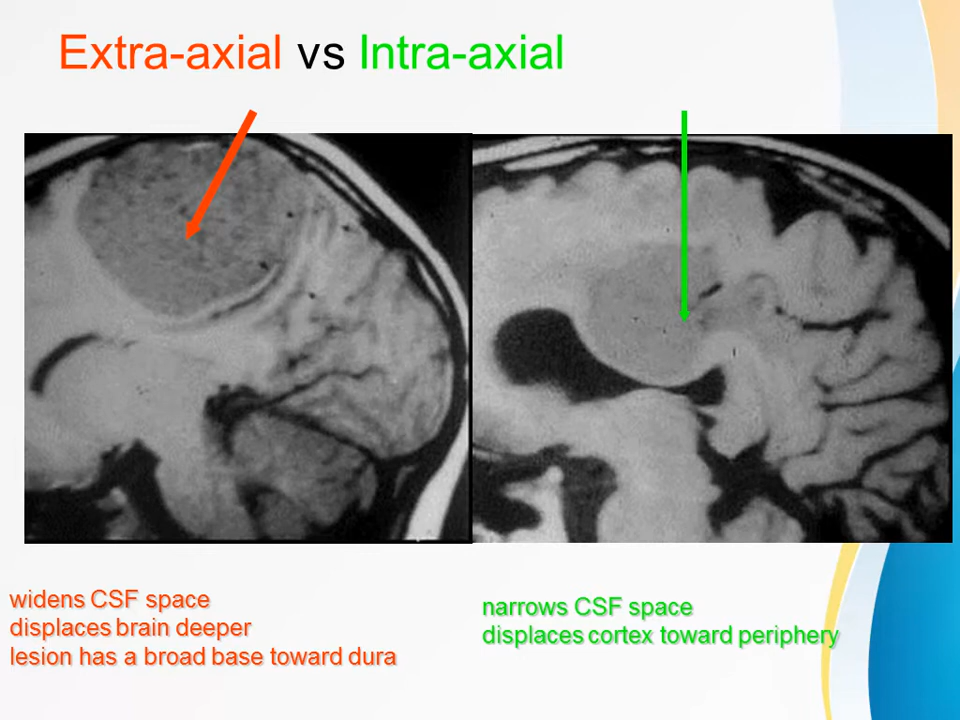 Extra-axial vs Intra-axial
widens CSF space
displaces brain deeper
lesion has a broad base toward dura
narrows CSF space
displaces cortex toward periphery